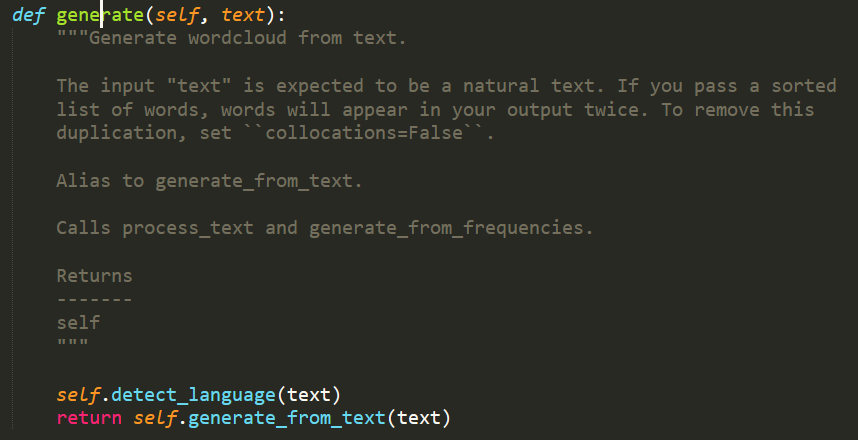 def generate(self, text):
"""Generate wordcloud from text.
The input "text" is expected to be a natural text. If you pass a sorted
list of words, words will appear in your output twice. To remove this
duplication, set ``collocations=False``.
Alias to generate_from_text.
Calls process_text and generate_from_frequencies.
Returns
-------
self
"""
self.detect_language(text)
return self.generate_from_text(text)